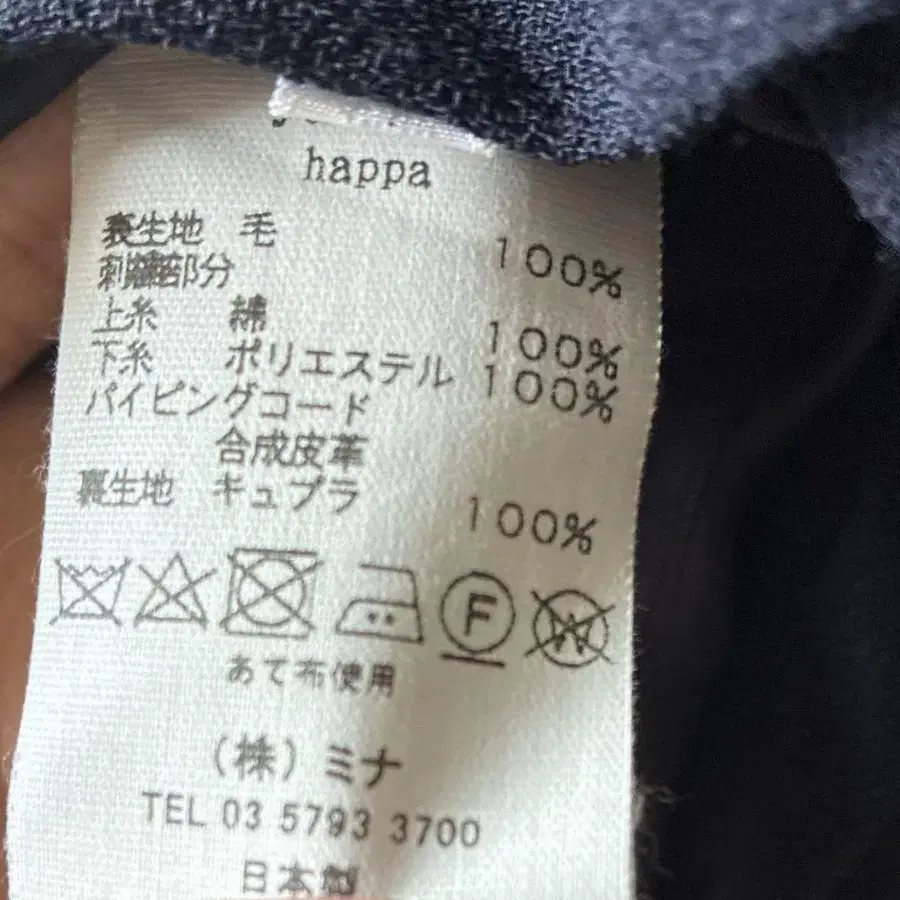 happa
表生地 毛 100%
刺繍部分
上糸 綿 100%
下糸 ポリエステル 100%
パイピングコード
合成皮革
裏生地 キュプラ 100%
F W
あて布使用
(株)ミナ
TEL 03 5793 3700
日本製